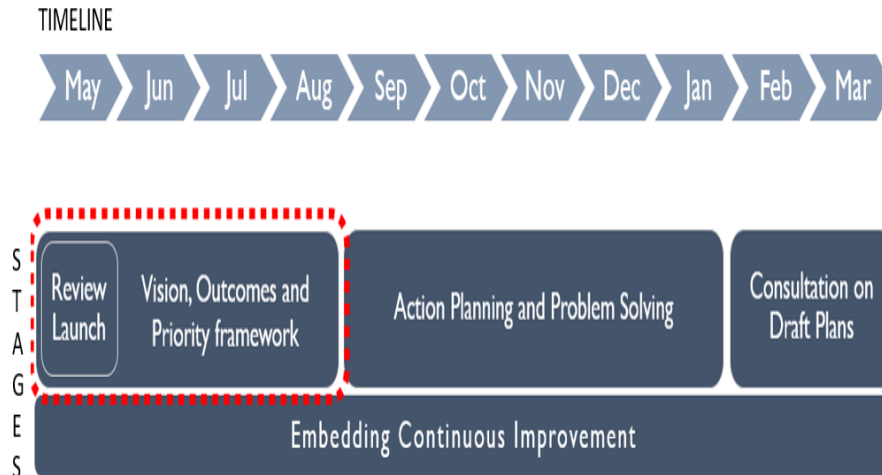 TIMELINE
May Jun Jul Aug Sep Oct Nov Dec Jan Feb Mar
STAGES
Review
Launch
Vision, Outcomes and
Priority framework
Action Planning and Problem Solving
Consultation on
Draft Plans
Embedding Continuous Improvement